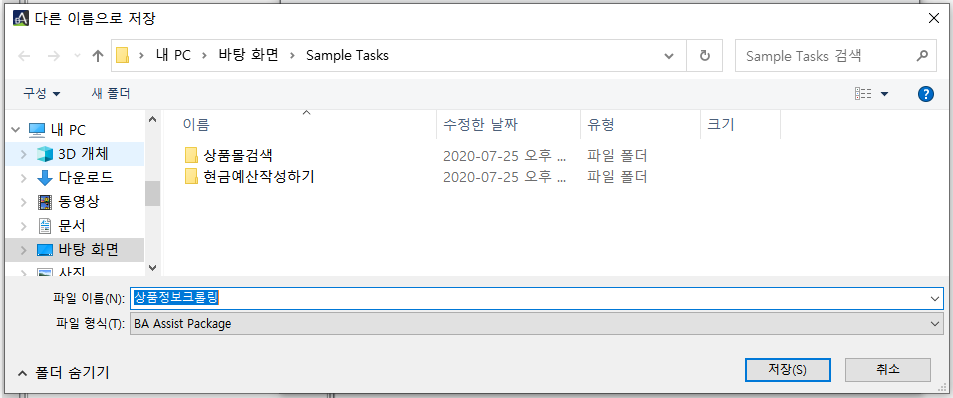 다른 이름으로 저장
내 PC > 바탕 화면 > Sample Tasks
Sample Tasks 검색
구성 새 폴더
내 PC
3D 개체
다운로드
동영상
문서
바탕 화면
사진
이름 수정한 날짜 유형 크기
상품몰검색 2020-07-25 오후 ... 파일 폴더
현금예산작성하기 2020-07-25 오후 ... 파일 폴더
파일 이름(N): 상품정보크롤링
파일 형식(T): BA Assist Package
폴더 숨기기
저장(S) 취소